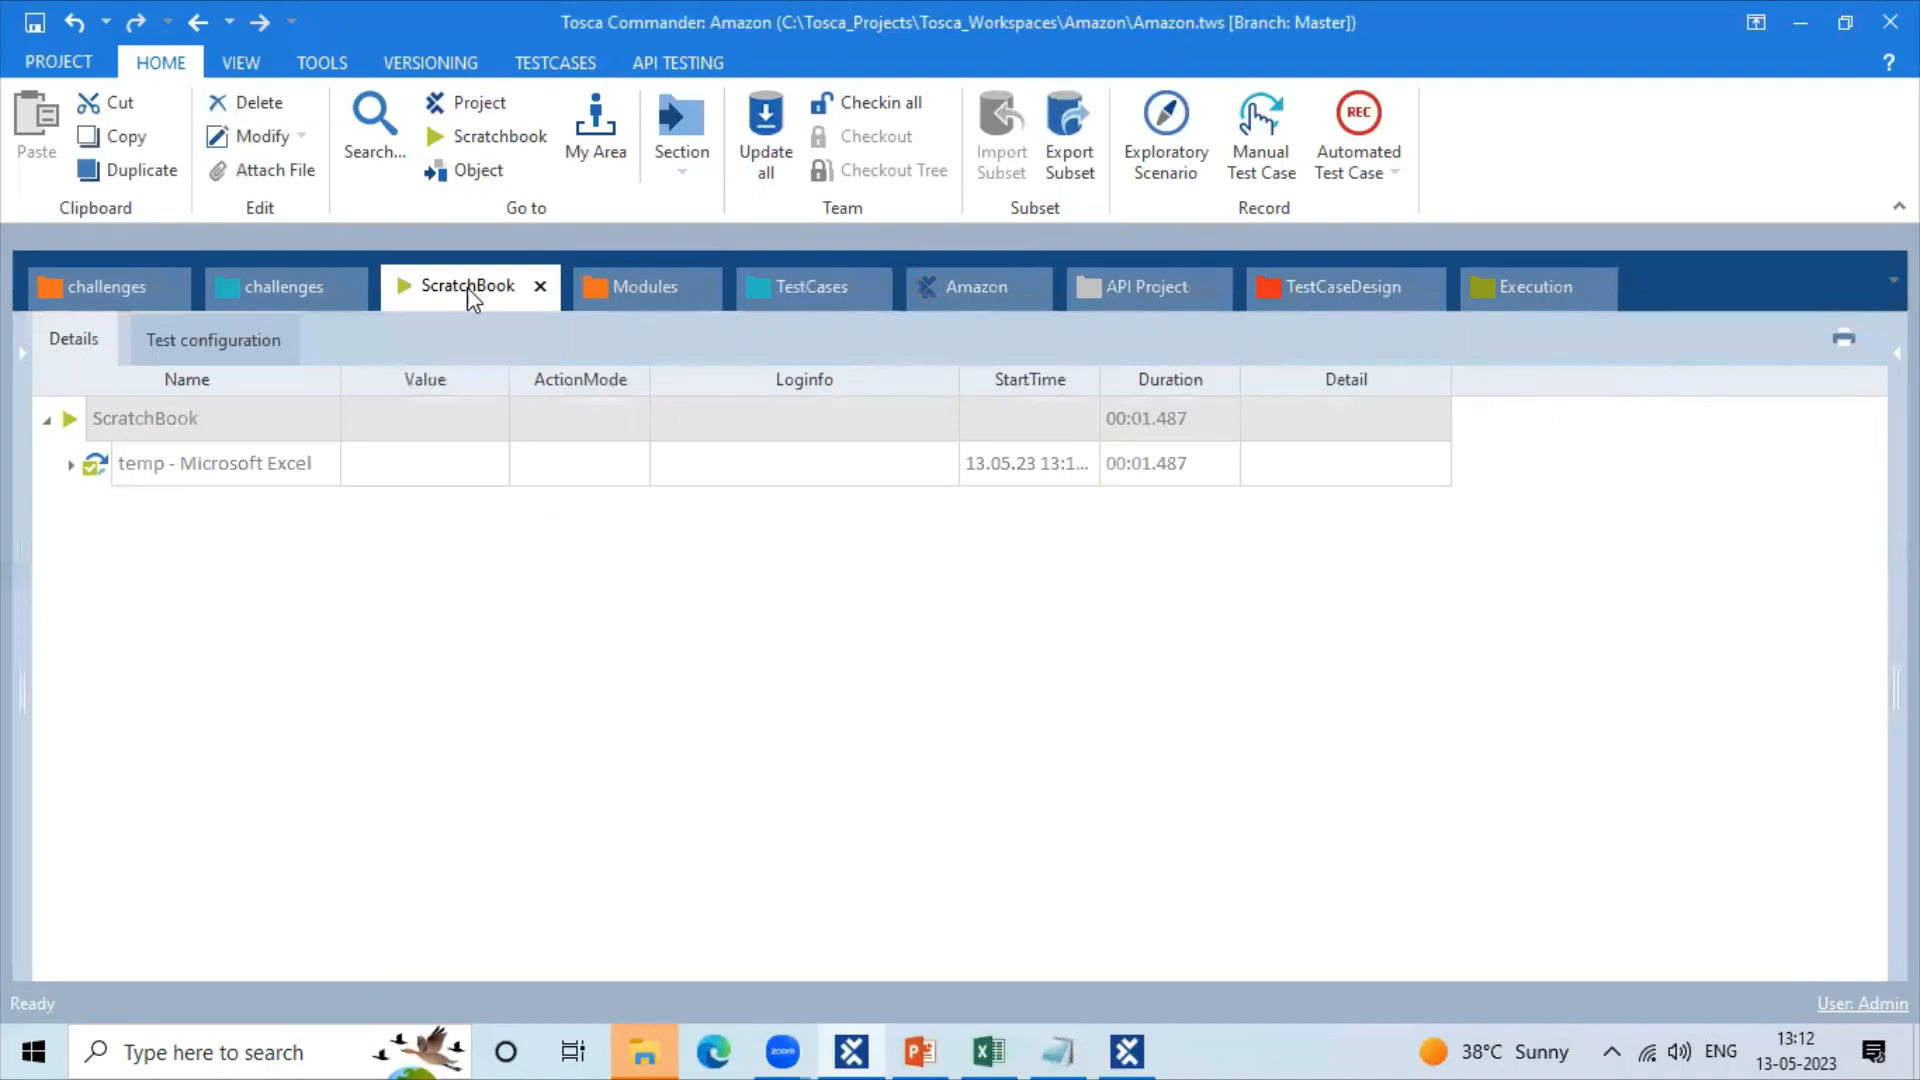 Tosca Commander: Amazon (C:\Tosca_Projects\Tosca_Workspaces\Amazon\Amazon.tws [Branch: Master])
PROJECT HOME VIEW TOOLS VERSIONING TESTCASES API TESTING ?
Paste Cut Copy Duplicate
Clipboard
Delete Modify Attach File
Edit
Search... Project Scratchbook Object My Area Section
Go to
Update all Checkin all Checkout Checkout Tree
Team
Import Subset Export Subset
Subset
Exploratory Scenario Manual Test Case REC Automated Test Case
Record
challenges challenges ScratchBook Modules TestCases Amazon API Project TestCaseDesign Execution
Details Test configuration
Name Value ActionMode Loginfo StartTime Duration Detail
ScratchBook 00:01.487
temp - Microsoft Excel 13.05.23 13:1... 00:01.487
Ready User: Admin
Type here to search zoom 38°C Sunny ENG 13:12
13-05-2023